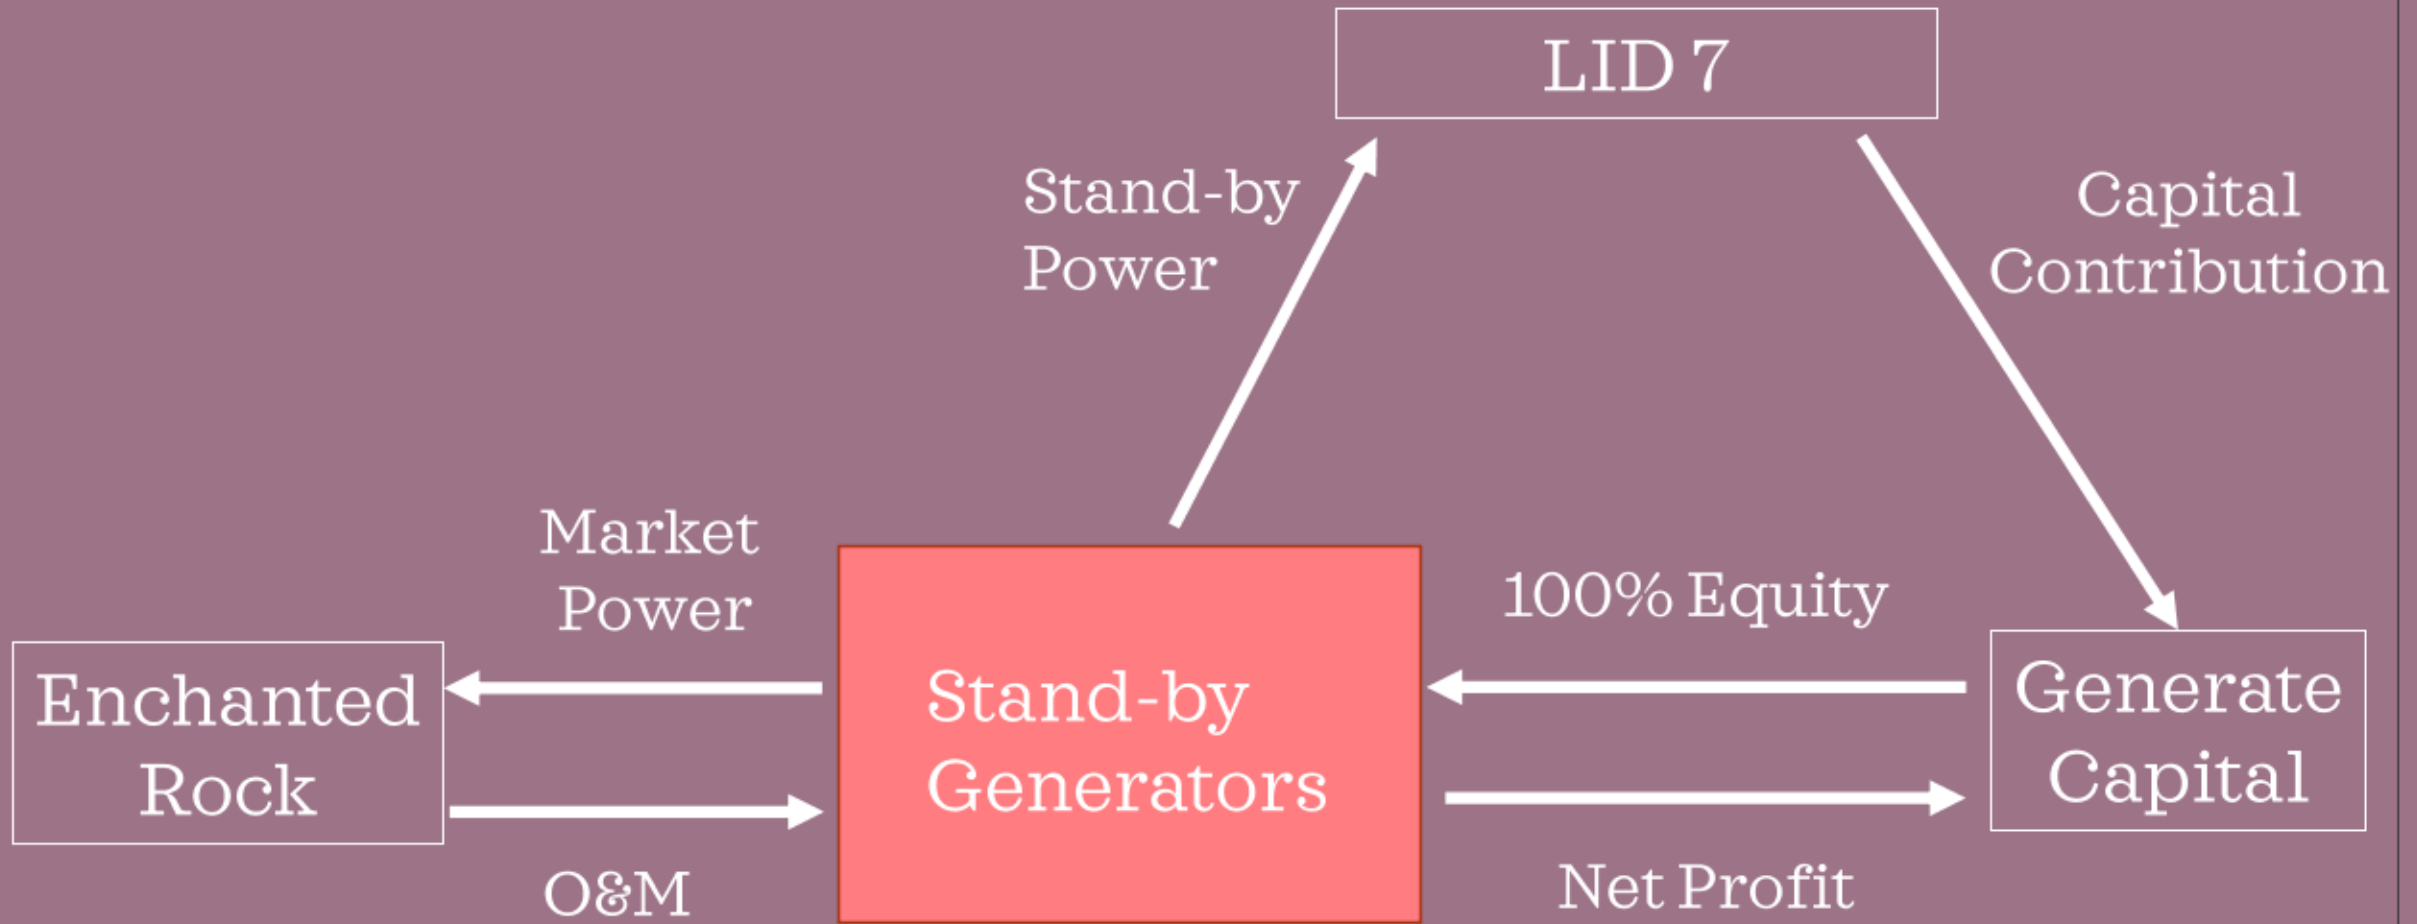 LID 7
Stand-by
Power
Capital
Contribution
Market
Power
100% Equity
Enchanted
Rock
Stand-by
Generators
Generate
Capital
O&M
Net Profit